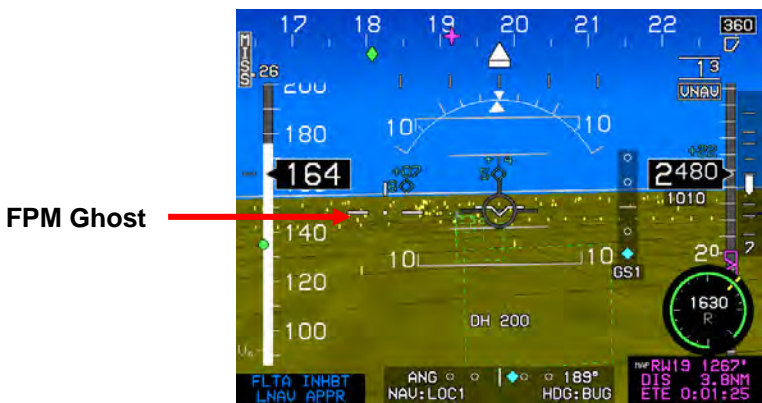 17 18 19 20 21 22 360
MISS
.26
13
VNAV
200
180
10 10
164
2480
1010
FPM Ghost
140
10 10
20
GS1
120
1630
R
DH 200
100
FLTA INHBT
LNAV APPR
ANG 189°
NAV:LOC1 HDG:BUG
MAP RW19 1267'
DIS 3.8NM
ETE 0:01:25